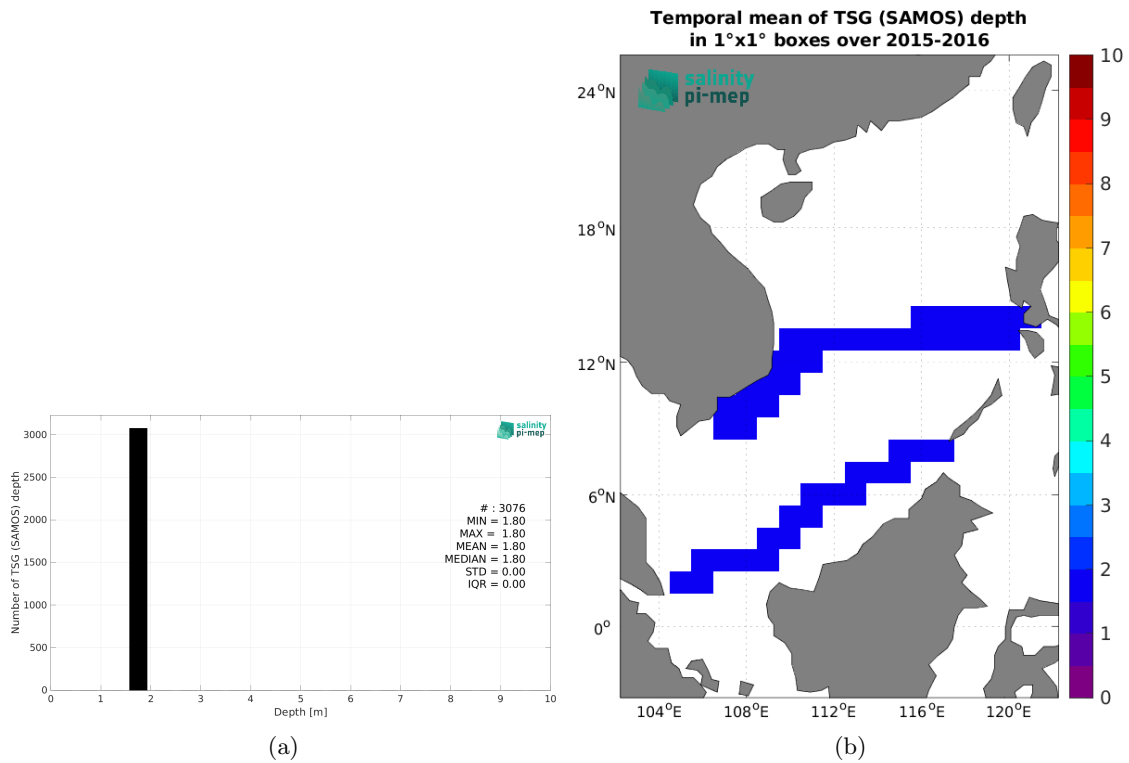 Temporal mean of TSG (SAMOS) depth
in 1°x1° boxes over 2015-2016
salinity
pi-mep
24°N
18°N
12°N
6°N
0°
104°E 108°E 112°E 116°E 120°E
10
9
8
7
6
5
4
3
2
1
0
(b)
salinity
pi-mep
# : 3076
MIN = 1.80
MAX = 1.80
MEAN = 1.80
MEDIAN = 1.80
STD = 0.00
IQR = 0.00
Number of TSG (SAMOS) depth
3000
2500
2000
1500
1000
500
0
0 1 2 3 4 5 6 7 8 9 10
Depth [m]
(a)